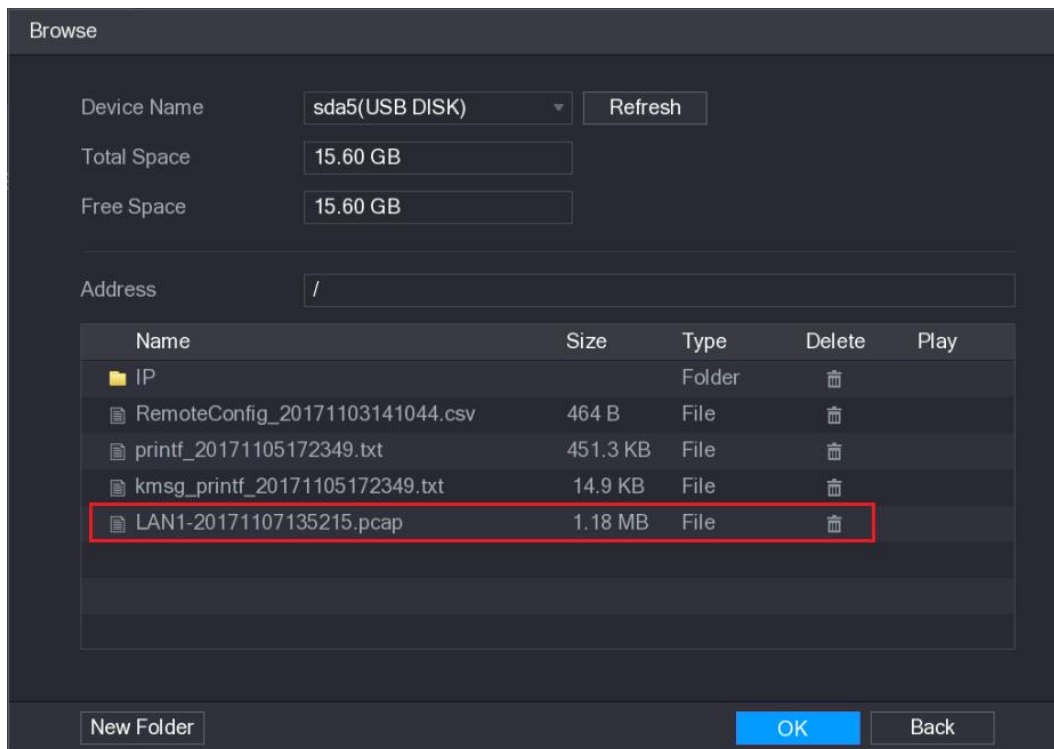 Browse
Device Name sda5(USB DISK) Refresh
Total Space 15.60 GB
Free Space 15.60 GB
Address /
Name Size Type Delete Play
IP Folder
RemoteConfig_20171103141044.csv 464 B File
printf_20171105172349.txt 451.3 KB File
kmsg_printf_20171105172349.txt 14.9 KB File
LAN1-20171107135215.pcap 1.18 MB File
New Folder OK Back